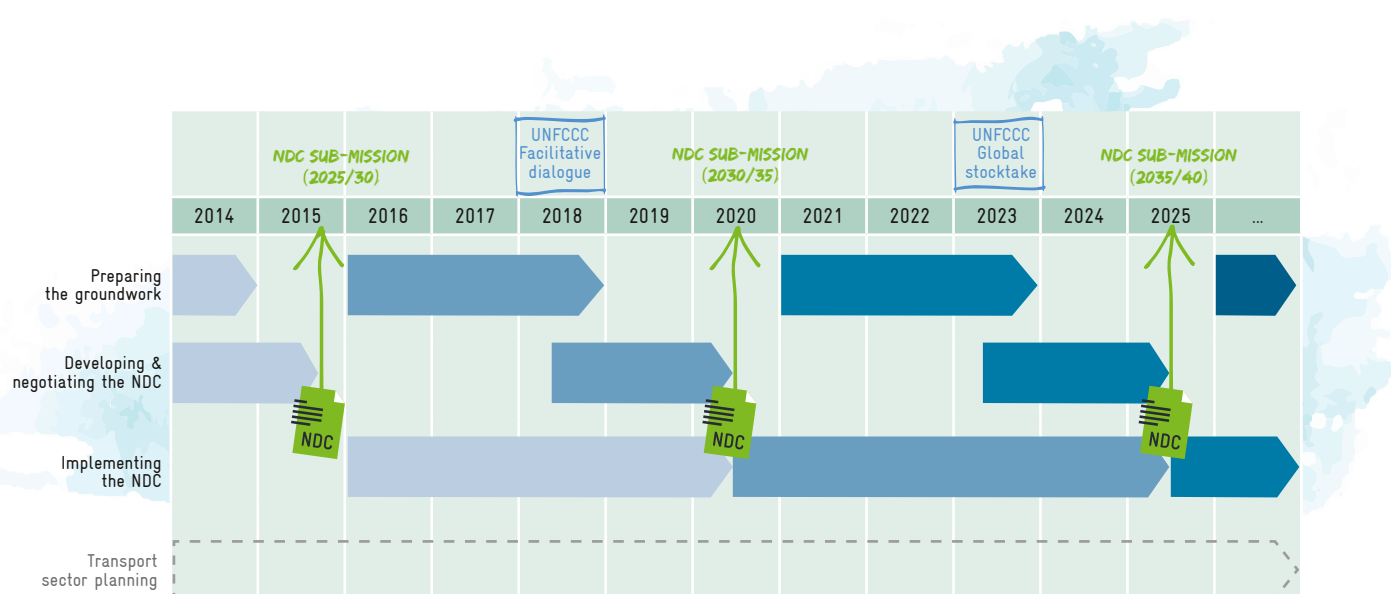 UNFCCC
Facilitative
dialogue
UNFCCC
Global
stocktake
NDC SUB-MISSION
(2025/30)
NDC SUB-MISSION
(2030/35)
NDC SUB-MISSION
(2035/40)
2014 2015 2016 2017 2018 2019 2020 2021 2022 2023 2024 2025 ...
Preparing
the groundwork
Developing &
negotiating the NDC
NDC
NDC
NDC
Implementing
the NDC
Transport
sector planning